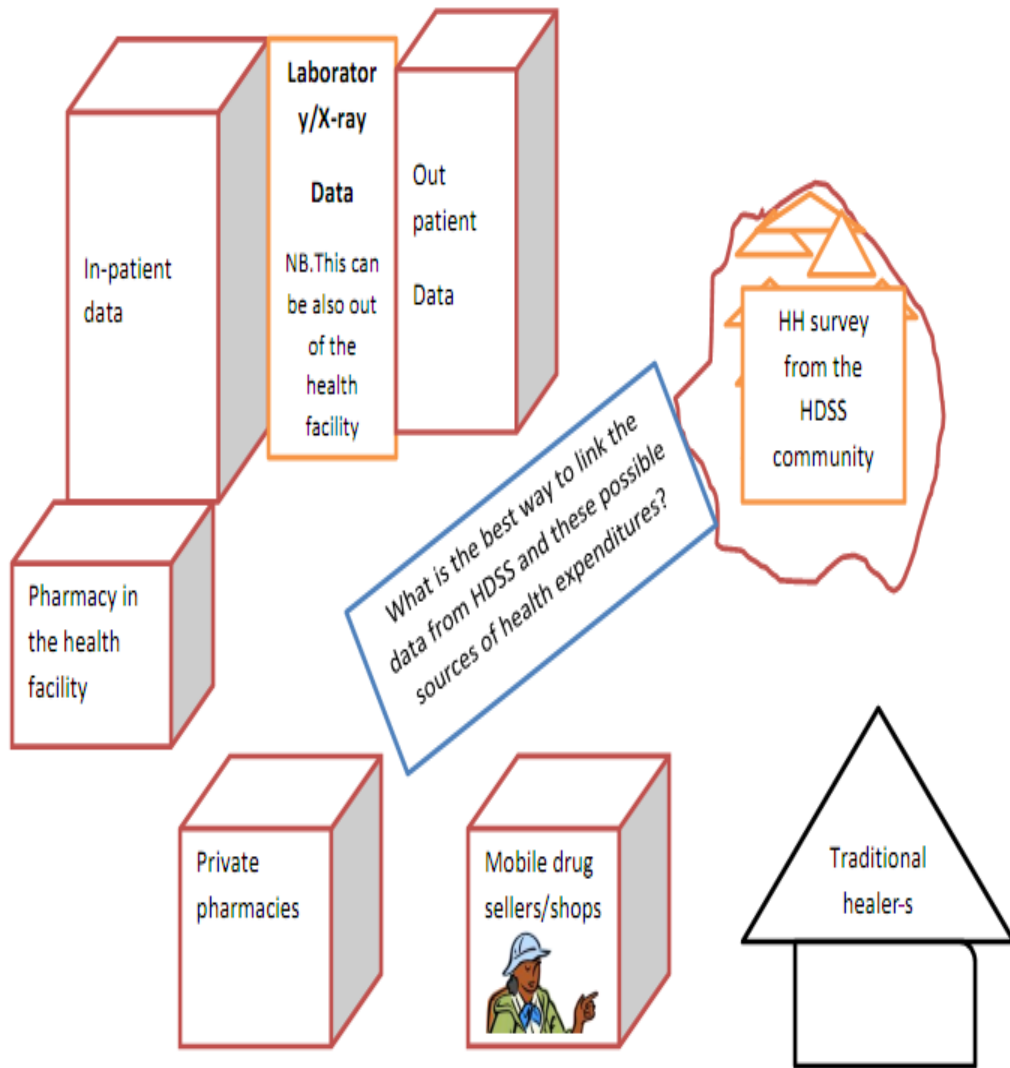 In-patient
data
Laborator
y/X-ray
Data
NB.This can
be also out
of the
health
facility
Out
patient
Data
HH survey
from the
HDSS
community
What is the best way to link the
data from HDSS and these possible
sources of health expenditures?
Pharmacy in
the health
facility
Private
pharmacies
Mobile drug
sellers/shops
Traditional
healer-s